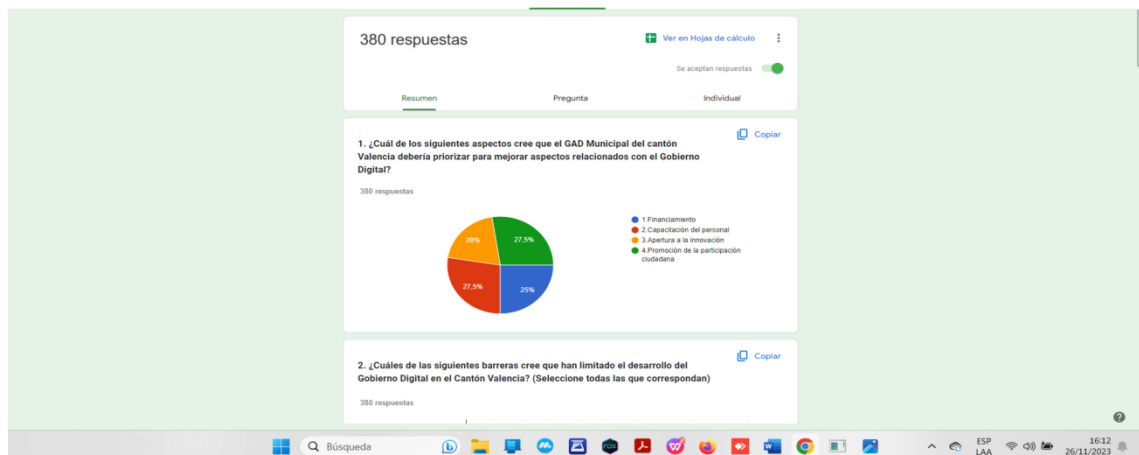 380 respuestas
Ver en Hojas de cálculo
Se aceptan respuestas
Resumen
Pregunta
Individual
Copiar
1. ¿Cuál de los siguientes aspectos cree que el GAD Municipal del cantón
Valencia debería priorizar para mejorar aspectos relacionados con el Gobierno
Digital?
380 respuestas
20%
27,5%
27,5%
25%
1.Financiamiento
2.Capacitación del personal
3.Apertura a la innovación
4.Promoción de la participación
ciudadana
Copiar
2. ¿Cuáles de las siguientes barreras cree que han limitado el desarrollo del
Gobierno Digital en el Cantón Valencia? (Seleccione todas las que correspondan)
380 respuestas
Búsqueda
ESP
LAA
16:12
26/11/2023